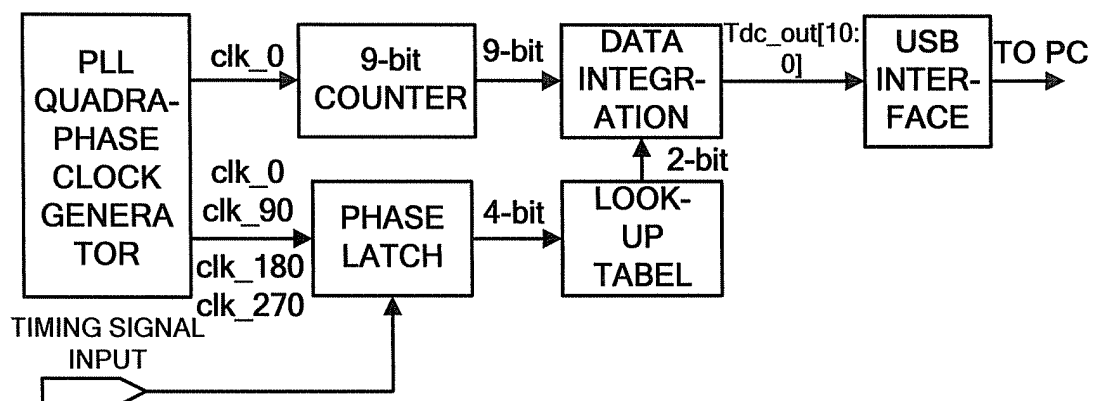 PLL
QUADRA-
PHASE
CLOCK
GENERA
TOR
clk_0
9-bit
COUNTER
9-bit
DATA
INTEGR-
ATION
Tdc_out[10:
0]
USB
INTER-
FACE
TO PC
clk_0
clk_90
clk_180
clk_270
PHASE
LATCH
4-bit
2-bit
LOOK-
UP
TABEL
TIMING SIGNAL
INPUT